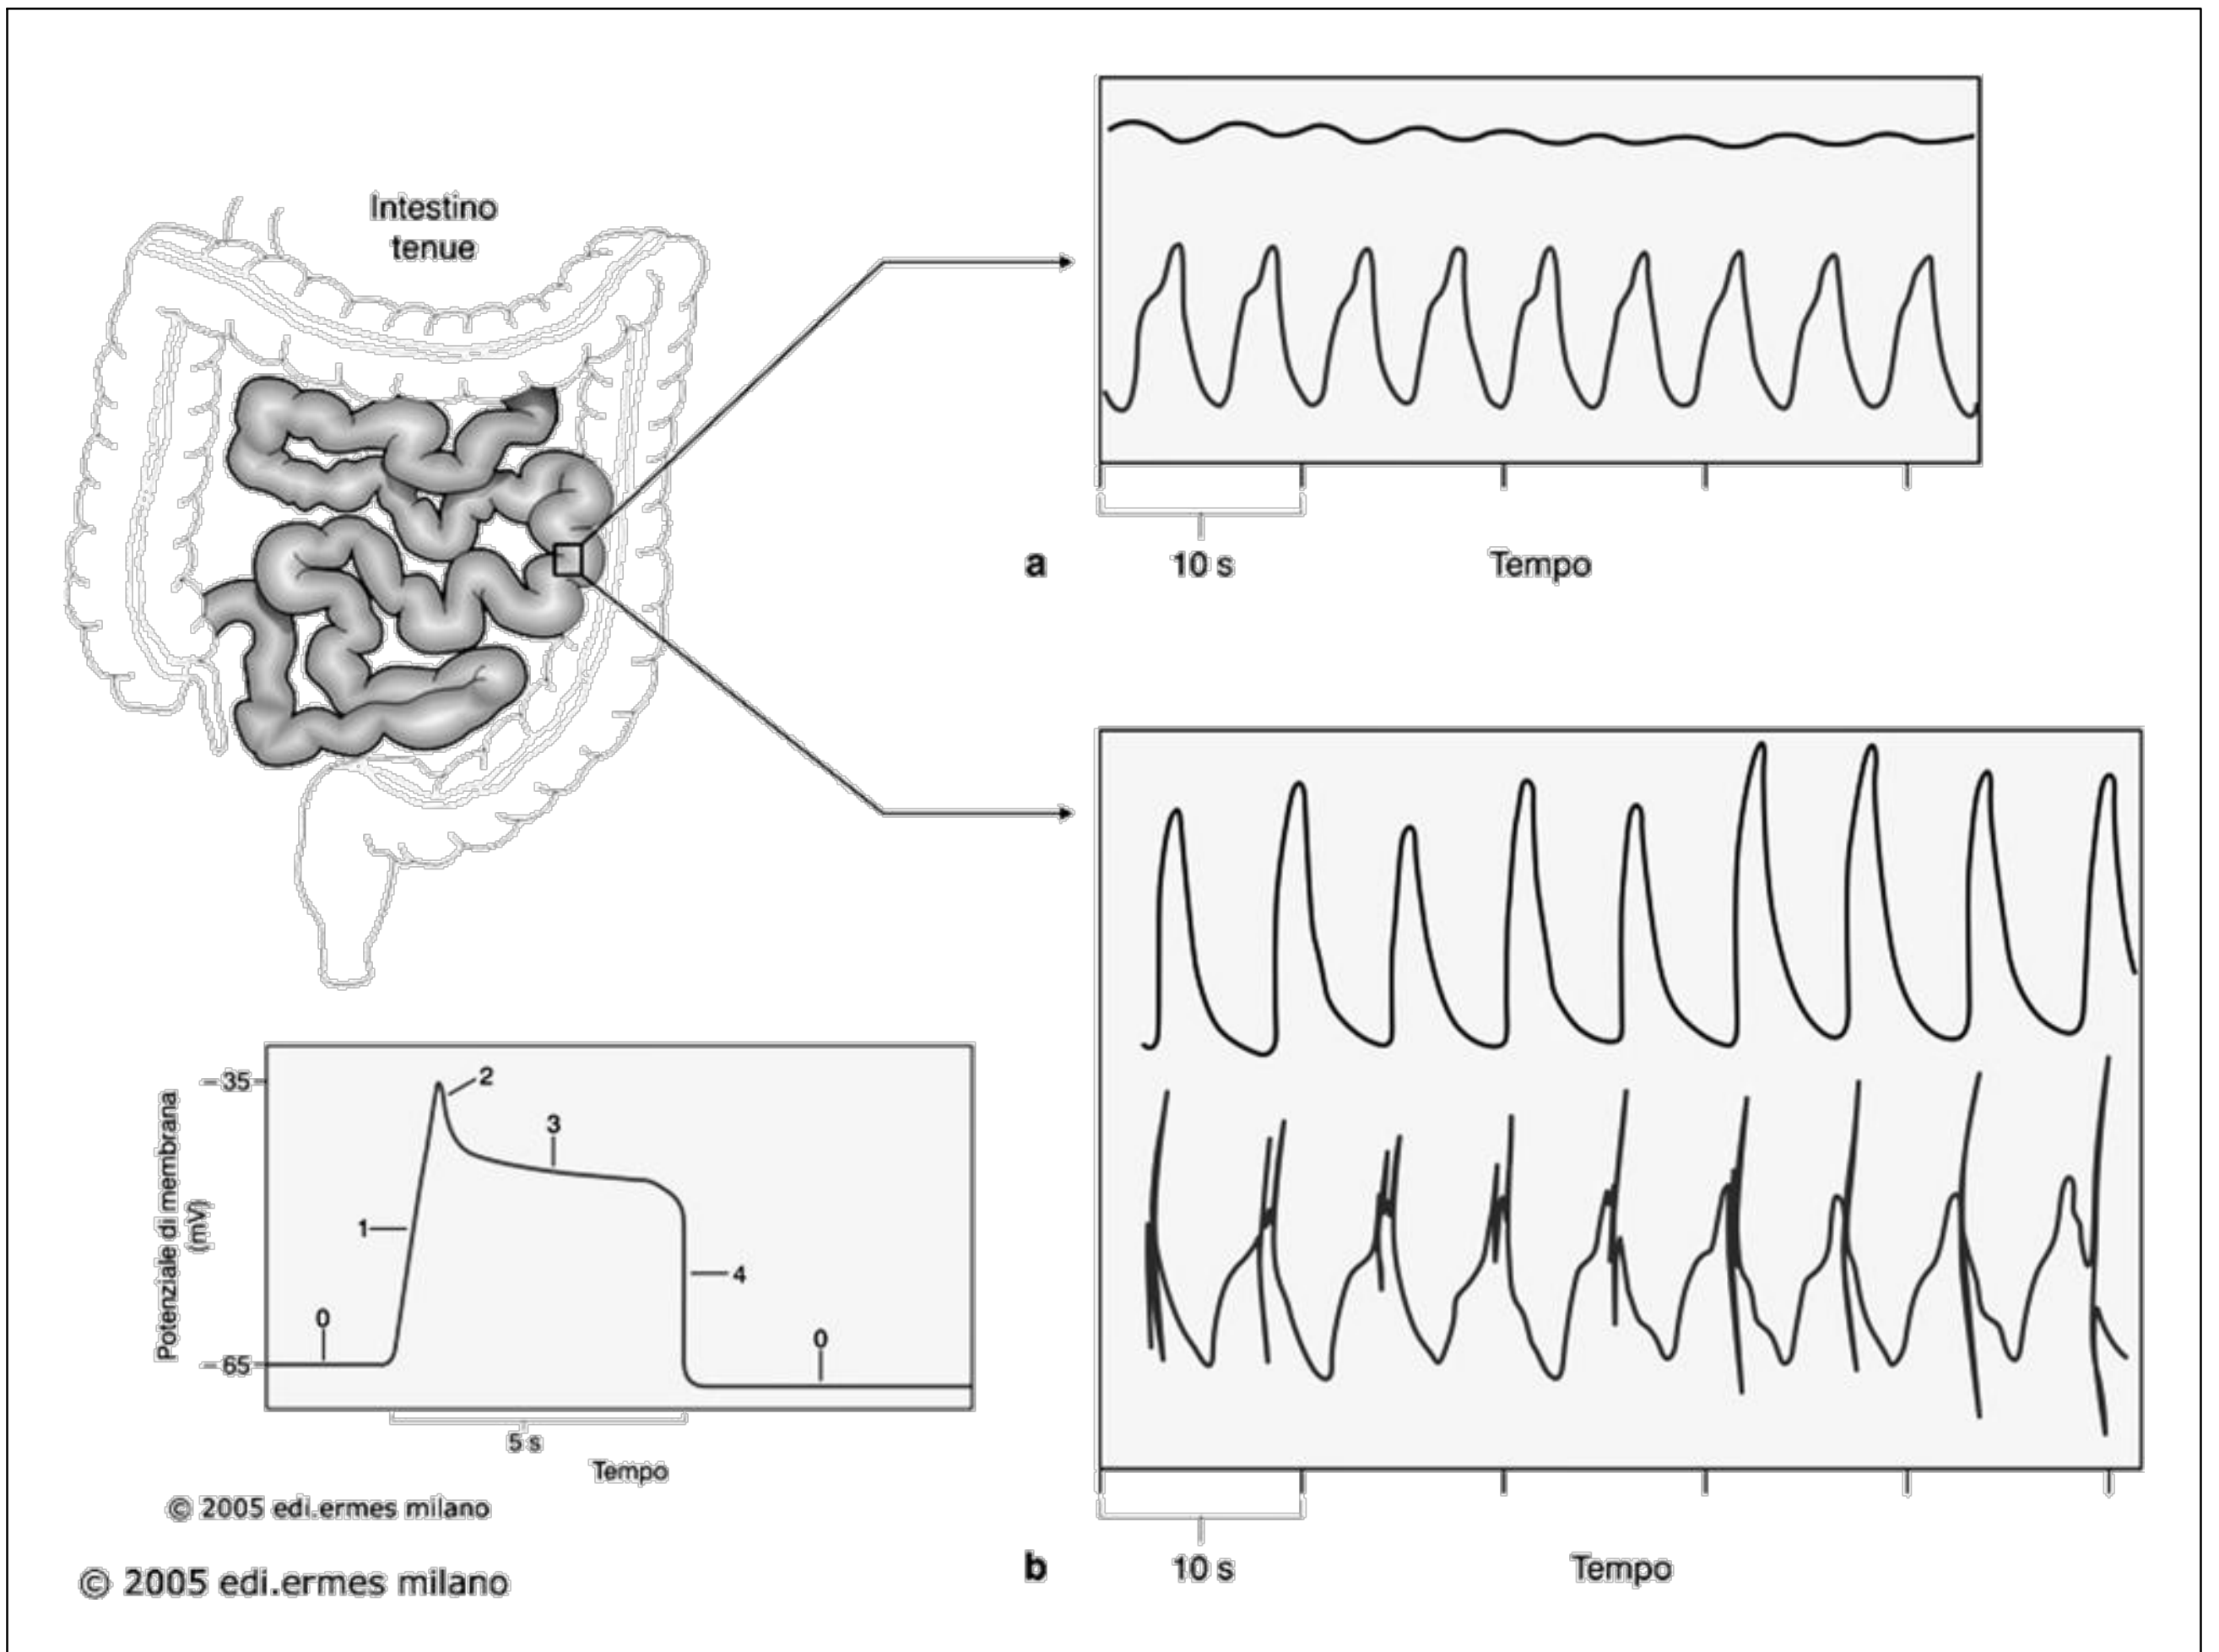 Intestino
tenue
a
10 s
Tempo
−35
−65
Potenziale di membrana
(mV)
0
1
2
3
4
0
5 s
Tempo
© 2005 edi.ermes milano
b
10 s
Tempo
© 2005 edi.ermes milano